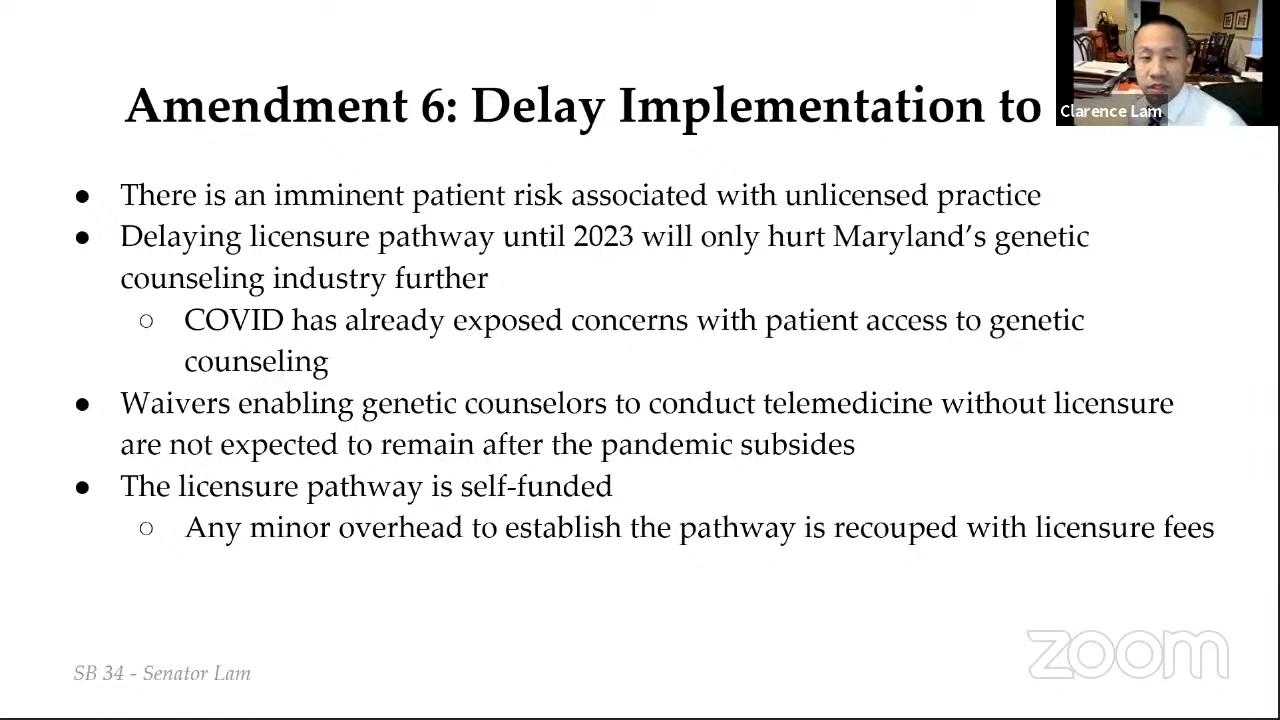 Amendment 6: Delay Implementation to
Clarence Lam
● There is an imminent patient risk associated with unlicensed practice
● Delaying licensure pathway until 2023 will only hurt Maryland’s genetic
counseling industry further
○ COVID has already exposed concerns with patient access to genetic
counseling
● Waivers enabling genetic counselors to conduct telemedicine without licensure
are not expected to remain after the pandemic subsides
● The licensure pathway is self-funded
○ Any minor overhead to establish the pathway is recouped with licensure fees
SB 34 - Senator Lam
zoom